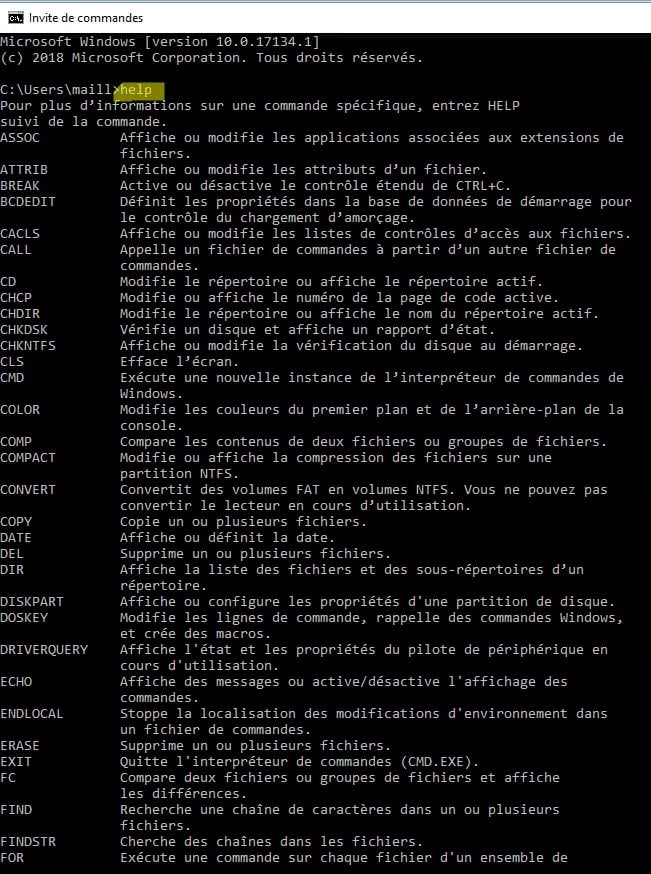 Invite de commandes
Microsoft Windows [version 10.0.17134.1]
(c) 2018 Microsoft Corporation. Tous droits réservés.
C:\Users\maill>help
Pour plus d’informations sur une commande spécifique, entrez HELP
suivi de la commande.
ASSOC Affiche ou modifie les applications associées aux extensions de
fichiers.
ATTRIB Affiche ou modifie les attributs d’un fichier.
BREAK Active ou désactive le contrôle étendu de CTRL+C.
BCDEDIT Définit les propriétés dans la base de données de démarrage pour
le contrôle du chargement d’amorçage.
CACLS Affiche ou modifie les listes de contrôles d’accès aux fichiers.
CALL Appelle un fichier de commandes à partir d’un autre fichier de
commandes.
CD Modifie le répertoire ou affiche le répertoire actif.
CHCP Modifie ou affiche le numéro de la page de code active.
CHDIR Modifie le répertoire ou affiche le nom du répertoire actif.
CHKDSK Vérifie un disque et affiche un rapport d’état.
CHKNTFS Affiche ou modifie la vérification du disque au démarrage.
CLS Efface l’écran.
CMD Exécute une nouvelle instance de l’interpréteur de commandes de
Windows.
COLOR Modifie les couleurs du premier plan et de l’arrière-plan de la
console.
COMP Compare les contenus de deux fichiers ou groupes de fichiers.
COMPACT Modifie ou affiche la compression des fichiers sur une
partition NTFS.
CONVERT Convertit des volumes FAT en volumes NTFS. Vous ne pouvez pas
convertir le lecteur en cours d’utilisation.
COPY Copie un ou plusieurs fichiers.
DATE Affiche ou définit la date.
DEL Supprime un ou plusieurs fichiers.
DIR Affiche la liste des fichiers et des sous-répertoires d’un
répertoire.
DISKPART Affiche ou configure les propriétés d'une partition de disque.
DOSKEY Modifie les lignes de commande, rappelle des commandes Windows,
et crée des macros.
DRIVERQUERY Affiche l'état et les propriétés du pilote de périphérique en
cours d'utilisation.
ECHO Affiche des messages ou active/désactive l'affichage des
commandes.
ENDLOCAL Stoppe la localisation des modifications d'environnement dans
un fichier de commandes.
ERASE Supprime un ou plusieurs fichiers.
EXIT Quitte l'interpréteur de commandes (CMD.EXE).
FC Compare deux fichiers ou groupes de fichiers et affiche
les différences.
FIND Recherche une chaîne de caractères dans un ou plusieurs
fichiers.
FINDSTR Cherche des chaînes dans les fichiers.
FOR Exécute une commande sur chaque fichier d'un ensemble de